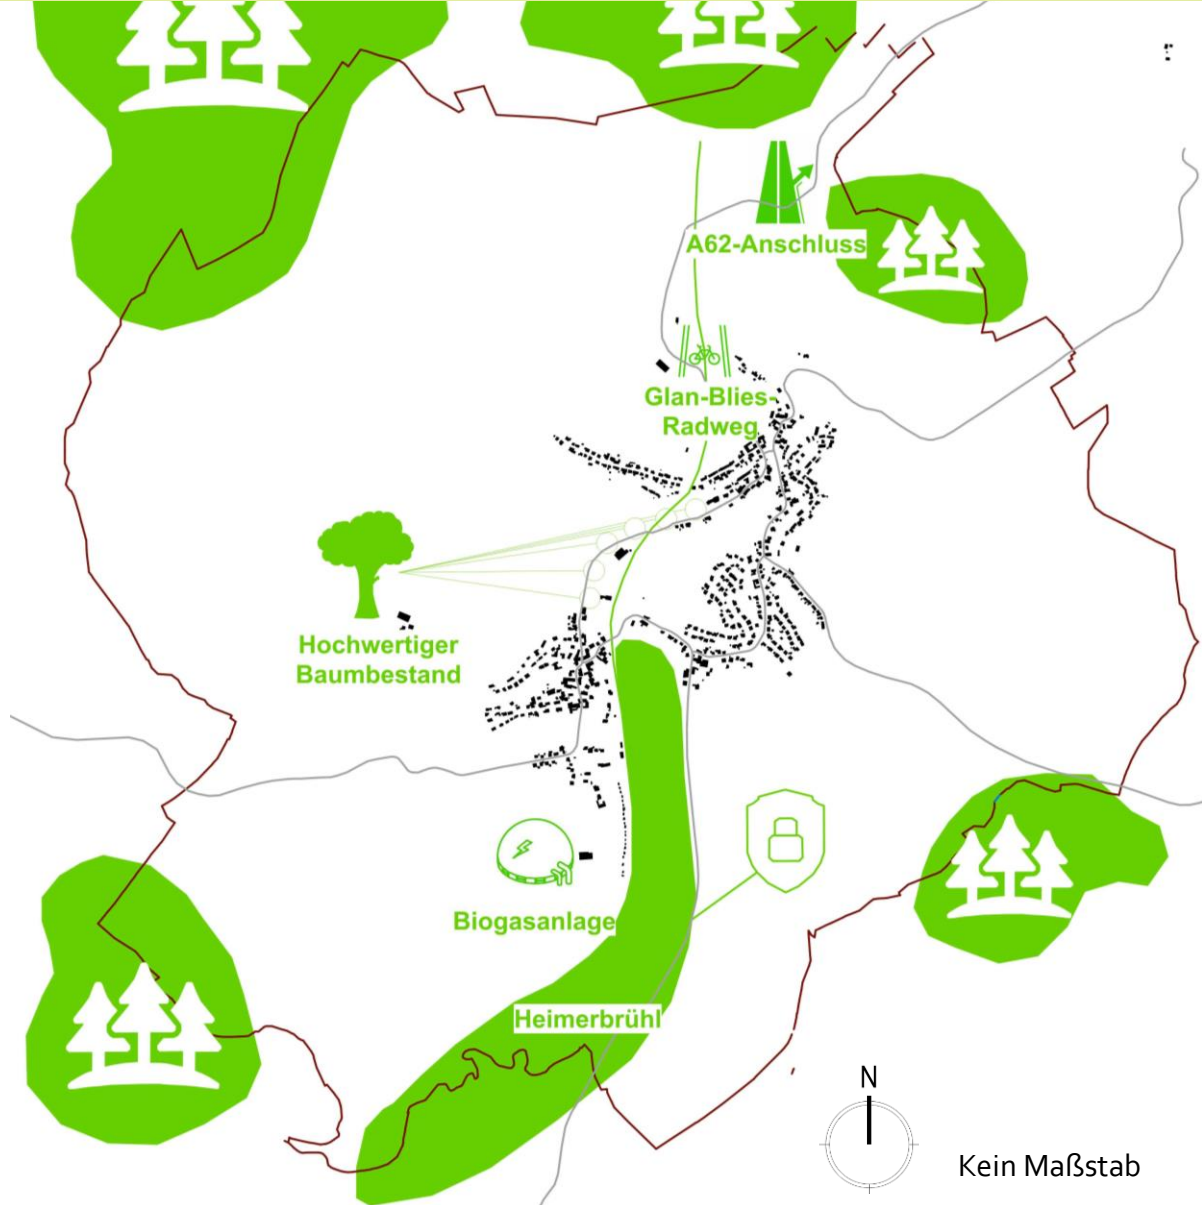 A62-Anschluss
Glan-Blies-
Radweg
Hochwertiger
Baumbestand
Biogasanlage
Heimerbrühl
N
Kein Maßstab